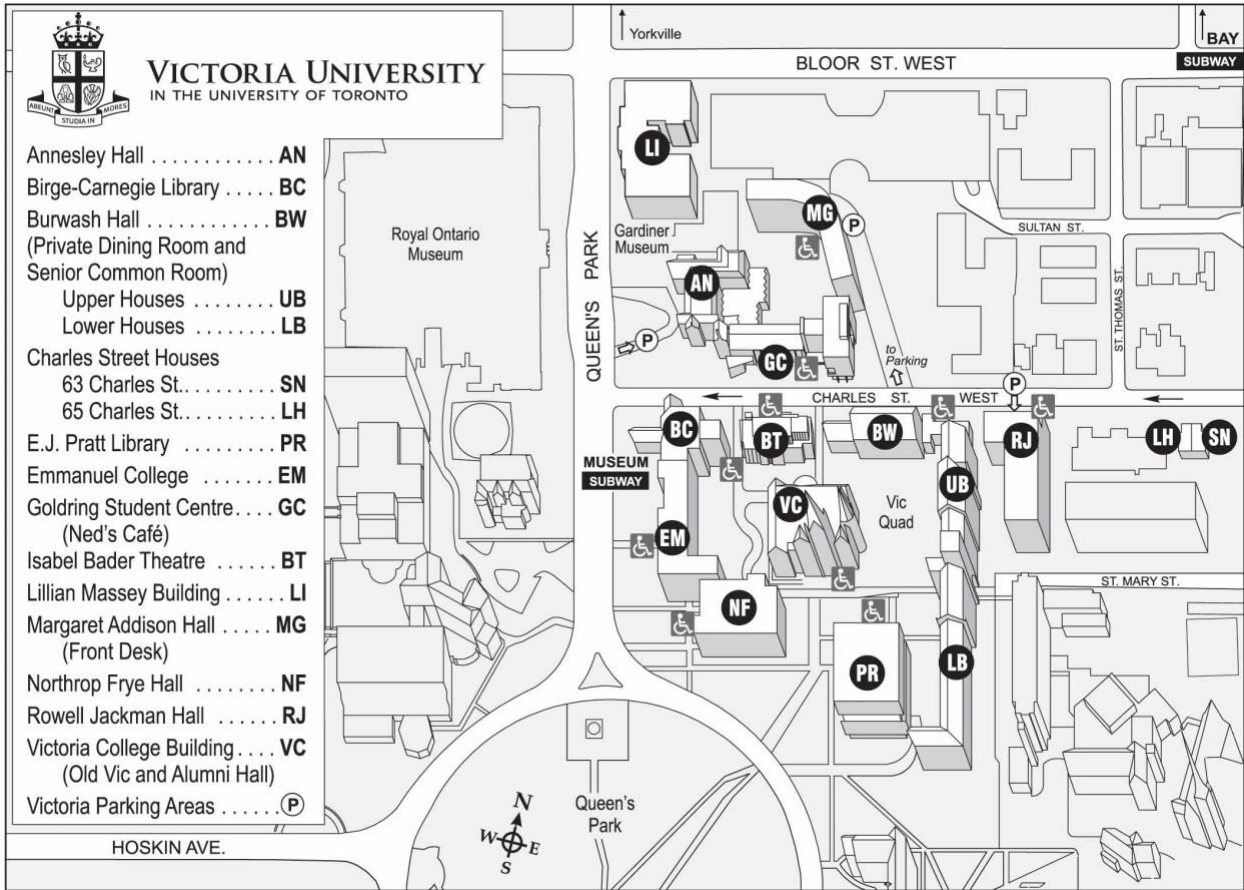 VICTORIA UNIVERSITY
IN THE UNIVERSITY OF TORONTO
ABEUNT STUDIA IN MORES
Annesley Hall . . . . . . . . . . . . AN
Birge-Carnegie Library . . . . . BC
Burwash Hall . . . . . . . . . . . . BW
(Private Dining Room and
Senior Common Room)
Upper Houses . . . . . . . . UB
Lower Houses . . . . . . . . LB
Charles Street Houses
63 Charles St.. . . . . . . . . SN
65 Charles St.. . . . . . . . . LH
E.J. Pratt Library . . . . . . . . . PR
Emmanuel College . . . . . . . EM
Goldring Student Centre . . . . GC
(Ned's Café)
Isabel Bader Theatre . . . . . . BT
Lillian Massey Building . . . . . . LI
Margaret Addison Hall . . . . . MG
(Front Desk)
Northrop Frye Hall . . . . . . . . NF
Rowell Jackman Hall . . . . . . RJ
Victoria College Building . . . . VC
(Old Vic and Alumni Hall)
Victoria Parking Areas . . . . . . P
Yorkville
BAY
SUBWAY
BLOOR ST. WEST
LI
MG
P
Gardiner
Museum
Royal Ontario
Museum
QUEEN'S PARK
SULTAN ST.
ST. THOMAS ST.
AN
P
GC
to
Parking
P
CHARLES ST. WEST
BC
BT
BW
RJ
LH
SN
MUSEUM
SUBWAY
UB
VC
Vic
Quad
EM
ST. MARY ST.
NF
PR
LB
Queen's
Park
N
W
E
S
HOSKIN AVE.